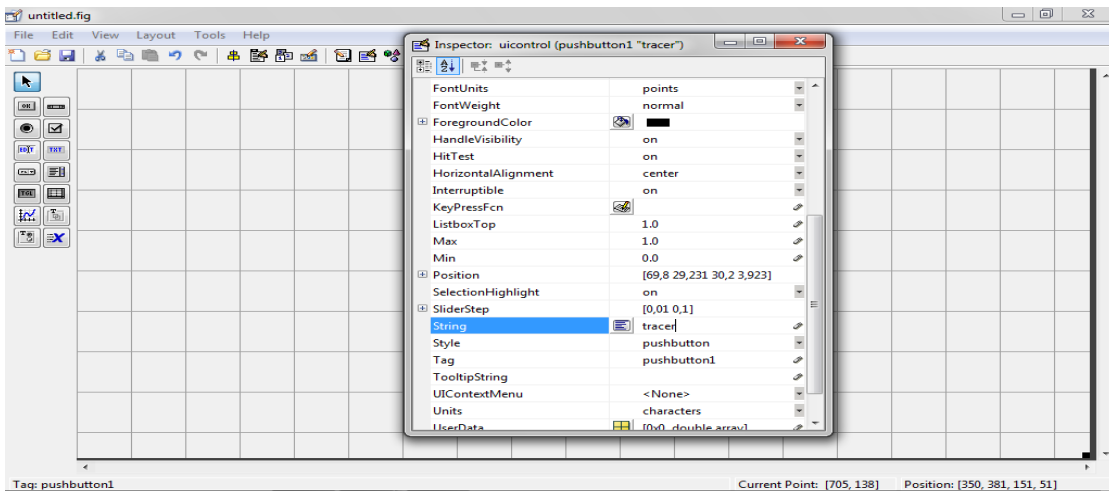 untitled.fig
File Edit View Layout Tools Help
Inspector: uicontrol (pushbutton1 "tracer")
FontUnits points
FontWeight normal
ForegroundColor
HandleVisibility on
HitTest on
HorizontalAlignment center
Interruptible on
KeyPressFcn
ListboxTop 1.0
Max 1.0
Min 0.0
Position [69,8 29,231 30,2 3,923]
SelectionHighlight on
SliderStep [0,01 0,1]
String tracer
Style pushbutton
Tag pushbutton1
TooltipString
UIContextMenu <None>
Units characters
UserData [0x0 double array]
OK
EDIT TXT
TGL
Tag: pushbutton1 Current Point: [705, 138] Position: [350, 381, 151, 51]